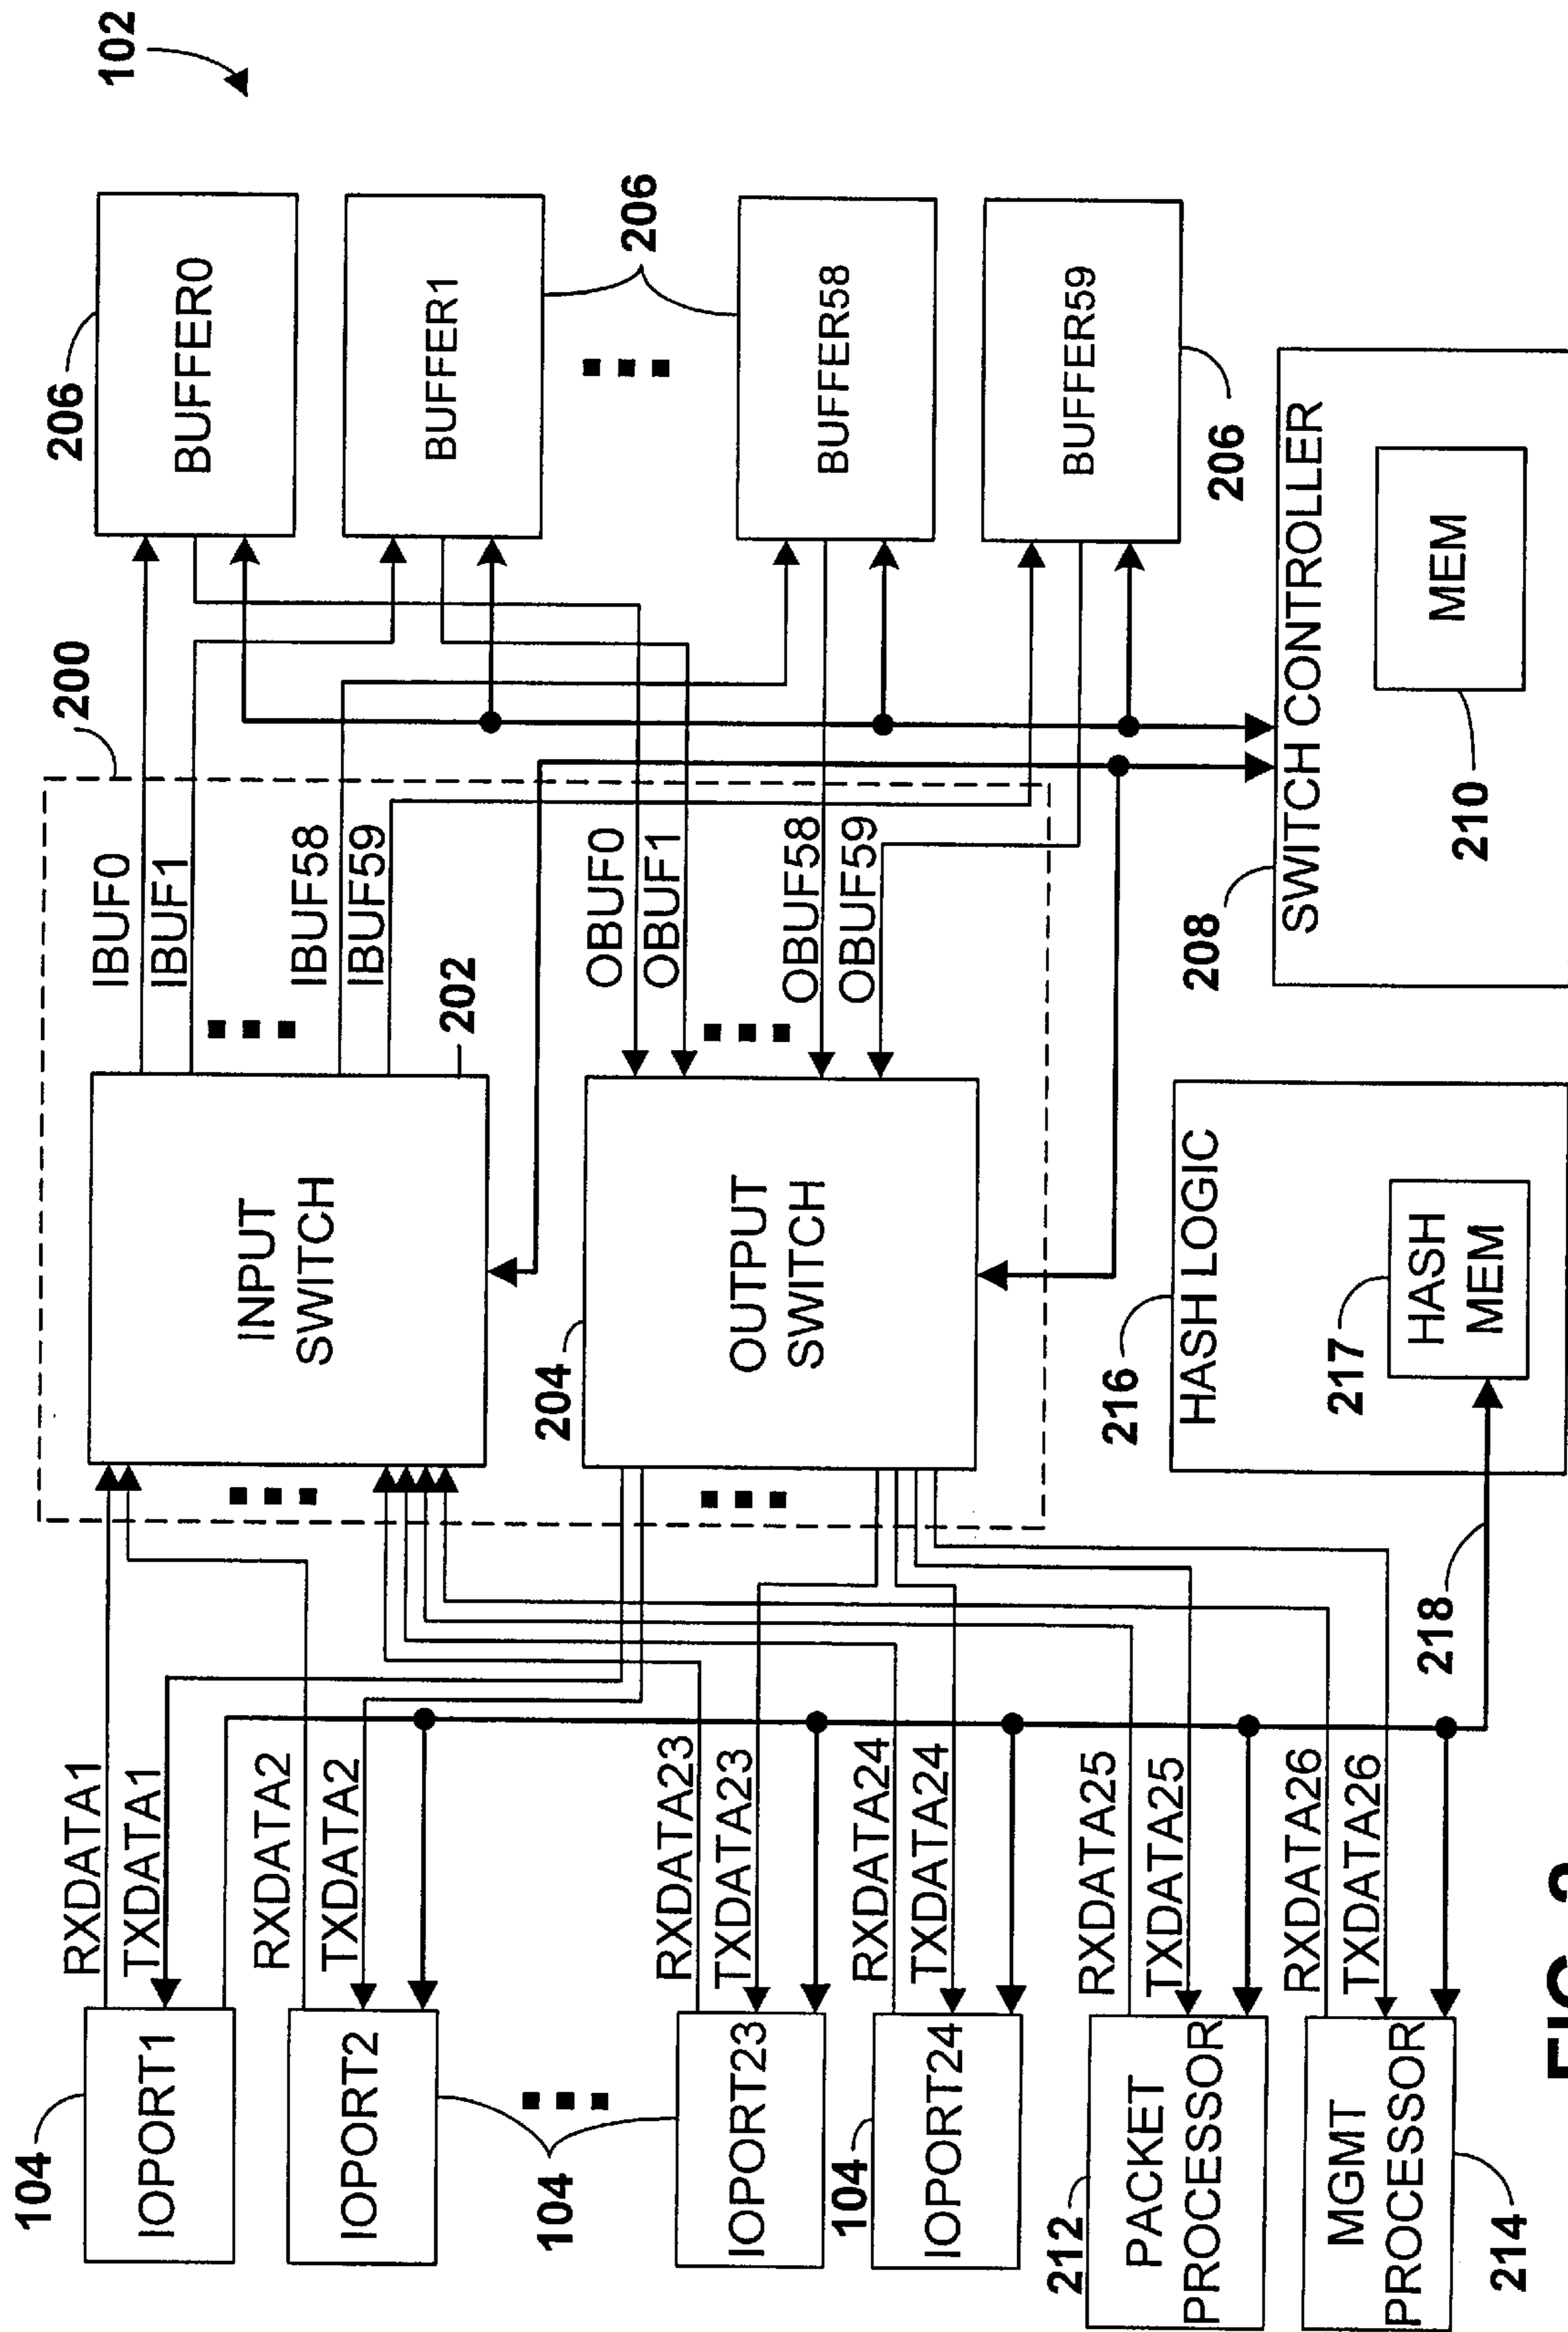 102
104
IOPORT1
RXDATA1
TXDATA1
IOPORT2
RXDATA2
TXDATA2
104
IOPORT23
RXDATA23
TXDATA23
104
IOPORT24
RXDATA24
TXDATA24
212
PACKET
PROCESSOR
RXDATA25
TXDATA25
MGMT
PROCESSOR
214
RXDATA26
TXDATA26
200
INPUT
SWITCH
202
IBUF0
IBUF1
IBUF58
IBUF59
204
OUTPUT
SWITCH
OBUF0
OBUF1
OBUF58
OBUF59
206
BUFFER0
BUFFER1
206
BUFFER58
BUFFER59
206
216
HASH LOGIC
217
HASH
MEM
218
208
SWITCH CONTROLLER
MEM
210